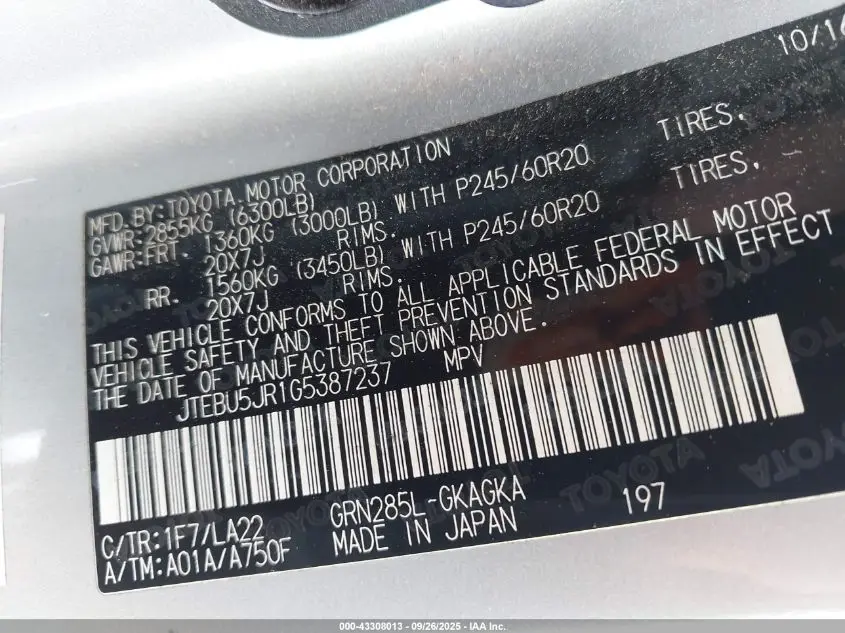 10/16
MFD. BY:TOYOTA MOTOR CORPORATION
GVWR:2855KG (6300LB)
GAWR:FRT. 1360KG (3000LB) WITH P245/60R20 TIRES,
20X7J RIMS.
RR. 1560KG (3450LB) WITH P245/60R20 TIRES,
20X7J RIMS.
THIS VEHICLE CONFORMS TO ALL APPLICABLE FEDERAL MOTOR
VEHICLE SAFETY AND THEFT PREVENTION STANDARDS IN EFFECT
THE DATE OF MANUFACTURE SHOWN ABOVE.
JTEBU5JR1G5387237 MPV
C/TR:1F7/LA22 GRN285L-GKAGKA 197
A/TM:A01A/A750F MADE IN JAPAN
000-43308013 - 09/26/2025 - IAA Inc.